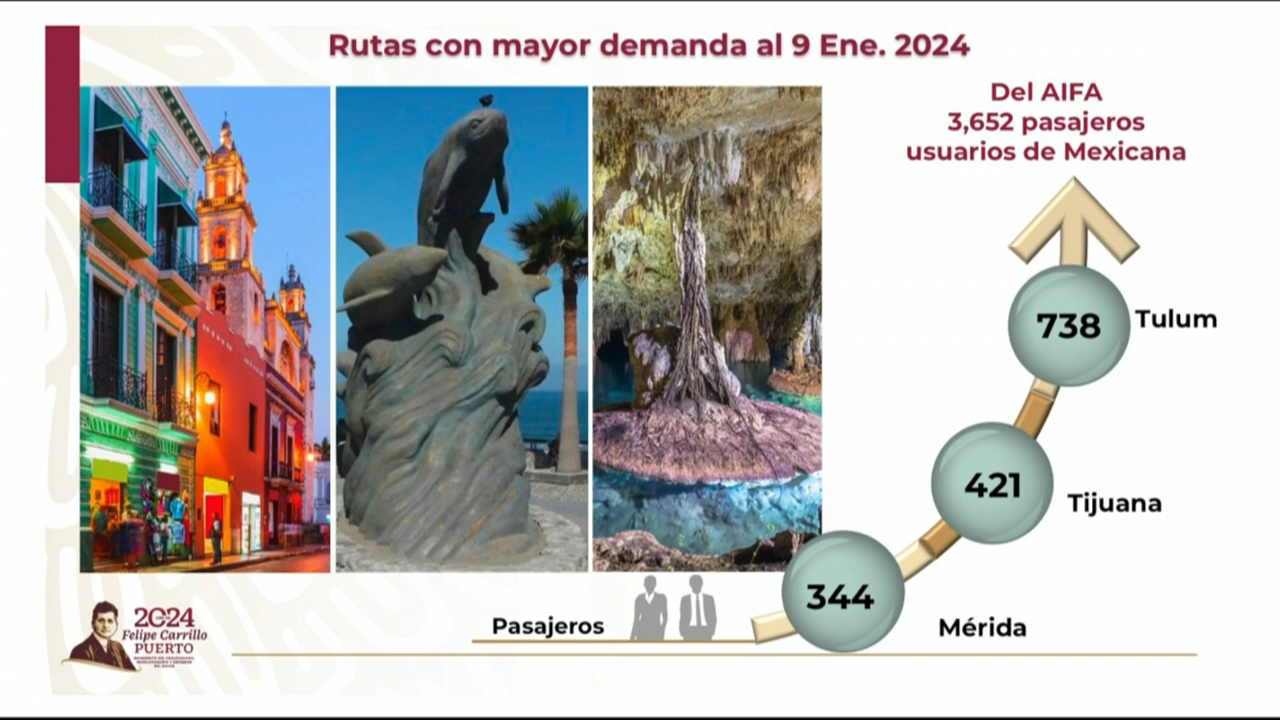 Rutas con mayor demanda al 9 Ene. 2024
Del AIFA
3,652 pasajeros
usuarios de Mexicana
738
Tulum
421
Tijuana
344
Mérida
Pasajeros
2024
Felipe Carrillo
PUERTO